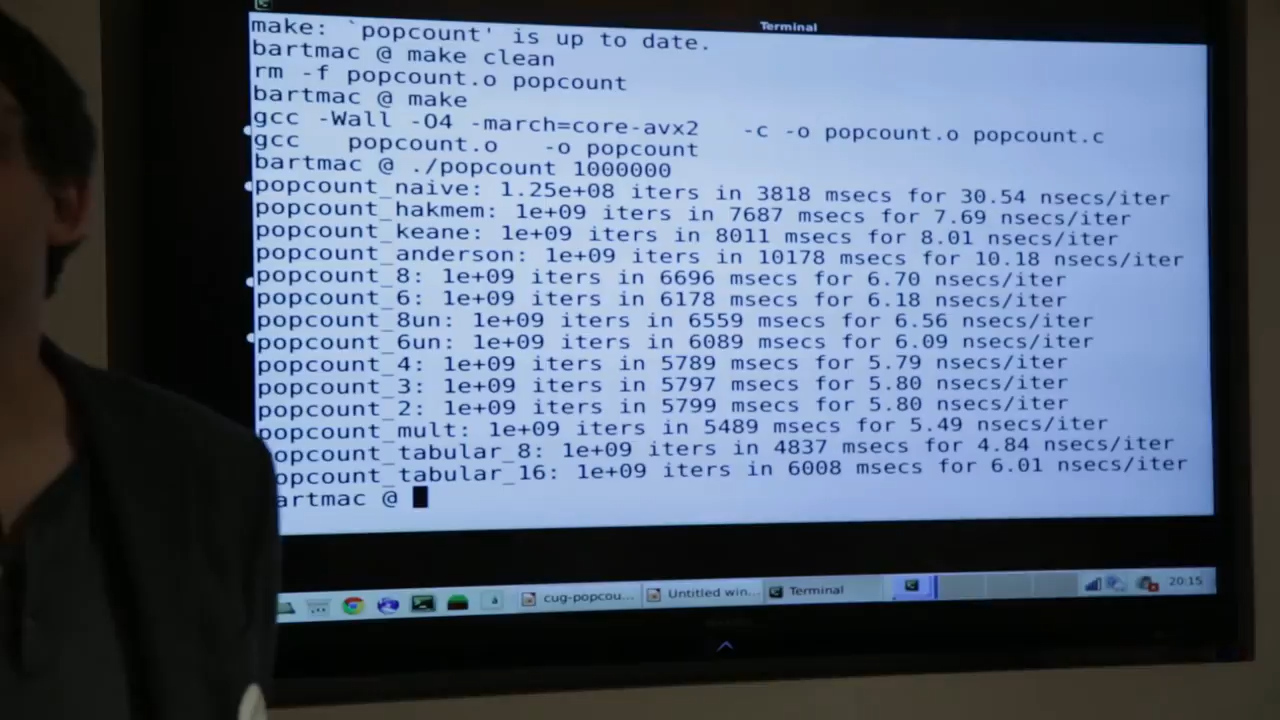 Terminal
make: `popcount' is up to date.
bartmac @ make clean
rm -f popcount.o popcount
bartmac @ make
gcc -Wall -O4 -march=core-avx2 -c -o popcount.o popcount.c
gcc popcount.o -o popcount
bartmac @ ./popcount 1000000
popcount_naive: 1.25e+08 iters in 3818 msecs for 30.54 nsecs/iter
popcount_hakmem: 1e+09 iters in 7687 msecs for 7.69 nsecs/iter
popcount_keane: 1e+09 iters in 8011 msecs for 8.01 nsecs/iter
popcount_anderson: 1e+09 iters in 10178 msecs for 10.18 nsecs/iter
popcount_8: 1e+09 iters in 6696 msecs for 6.70 nsecs/iter
popcount_6: 1e+09 iters in 6178 msecs for 6.18 nsecs/iter
popcount_8un: 1e+09 iters in 6559 msecs for 6.56 nsecs/iter
popcount_6un: 1e+09 iters in 6089 msecs for 6.09 nsecs/iter
popcount_4: 1e+09 iters in 5789 msecs for 5.79 nsecs/iter
popcount_3: 1e+09 iters in 5797 msecs for 5.80 nsecs/iter
popcount_2: 1e+09 iters in 5799 msecs for 5.80 nsecs/iter
popcount_mult: 1e+09 iters in 5489 msecs for 5.49 nsecs/iter
popcount_tabular_8: 1e+09 iters in 4837 msecs for 4.84 nsecs/iter
opcount_tabular_16: 1e+09 iters in 6008 msecs for 6.01 nsecs/iter
artmac @
cug-popcou... Untitled win... Terminal 20:15